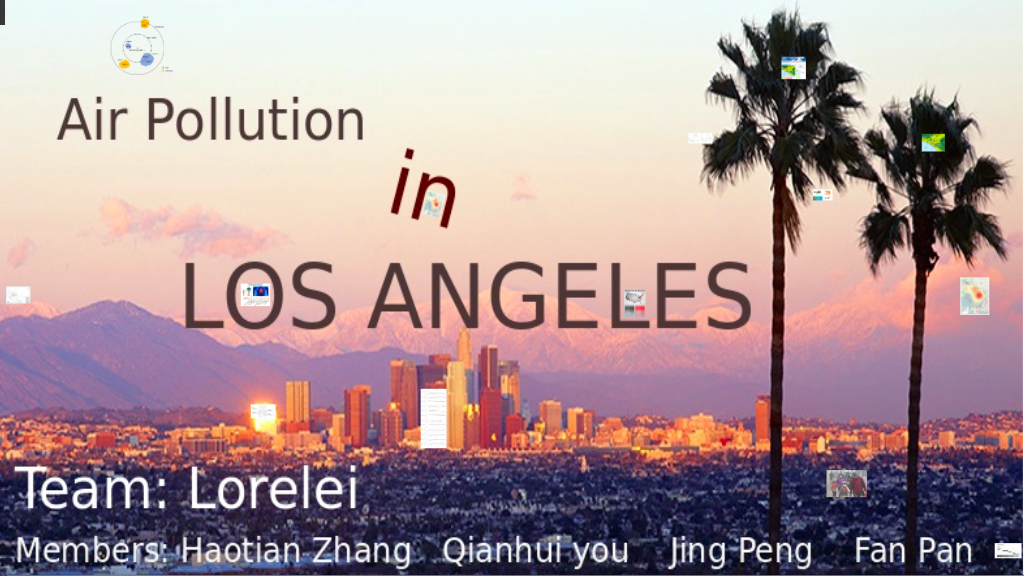 Air Pollution
in
LOS ANGELES
Team: Lorelei
Members: Haotian Zhang Qianhui you Jing Peng Fan Pan